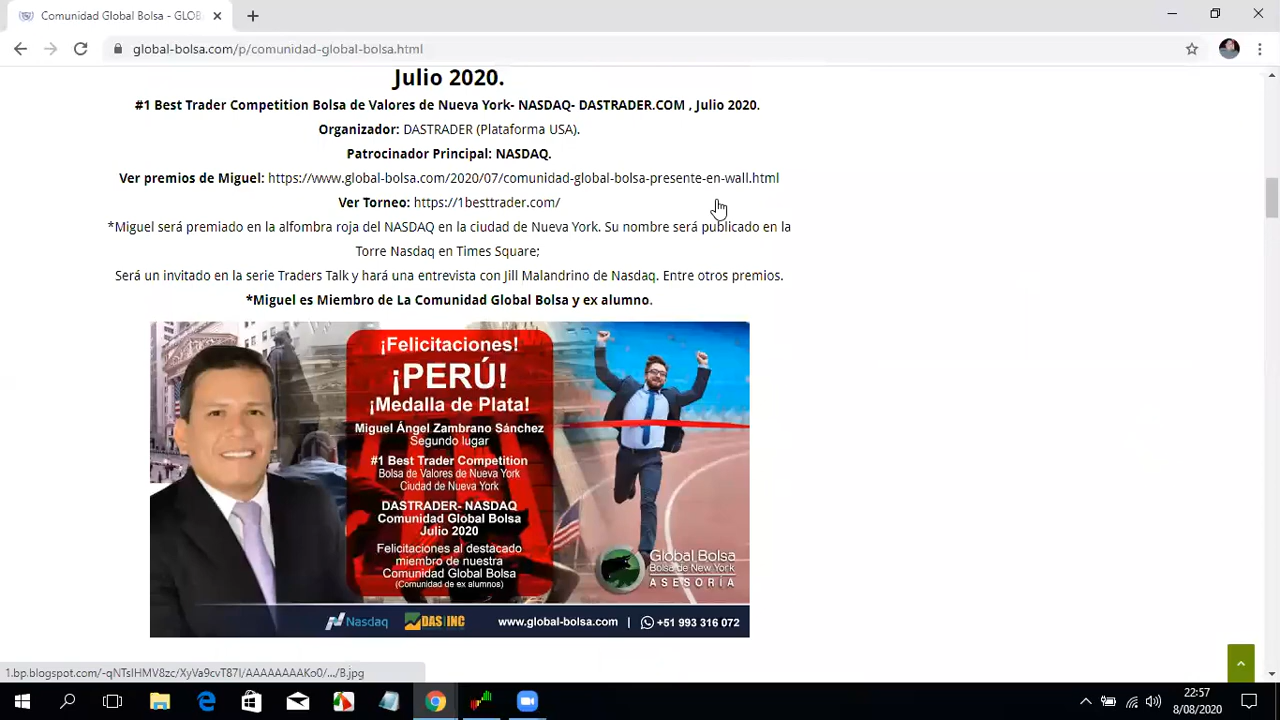 Comunidad Global Bolsa - GLOB
global-bolsa.com/p/comunidad-global-bolsa.html
Julio 2020.
#1 Best Trader Competition Bolsa de Valores de Nueva York- NASDAQ- DASTRADER.COM , Julio 2020.
Organizador: DASTRADER (Plataforma USA).
Patrocinador Principal: NASDAQ.
Ver premios de Miguel: https://www.global-bolsa.com/2020/07/comunidad-global-bolsa-presente-en-wall.html
Ver Torneo: https://1besttrader.com/
*Miguel será premiado en la alfombra roja del NASDAQ en la ciudad de Nueva York. Su nombre será publicado en la
Torre Nasdaq en Times Square;
Será un invitado en la serie Traders Talk y hará una entrevista con Jill Malandrino de Nasdaq. Entre otros premios.
*Miguel es Miembro de La Comunidad Global Bolsa y ex alumno.
¡Felicitaciones!
¡PERÚ!
¡Medalla de Plata!
Miguel Ángel Zambrano Sánchez
Segundo lugar
#1 Best Trader Competition
Bolsa de Valores de Nueva York
Ciudad de Nueva York
DASTRADER- NASDAQ
Comunidad Global Bolsa
Julio 2020
Felicitaciones al destacado
miembro de nuestra
Comunidad Global Bolsa
(Comunidad de ex alumnos)
Global Bolsa
Bolsa de New York
ASESORÍA
Nasdaq DAS|INC www.global-bolsa.com | +51 993 316 072
1.bp.blogspot.com/-qNTsIHMV8zc/XyVa9cvT87I/AAAAAAAAKo0/.../B.jpg
22:57
8/08/2020